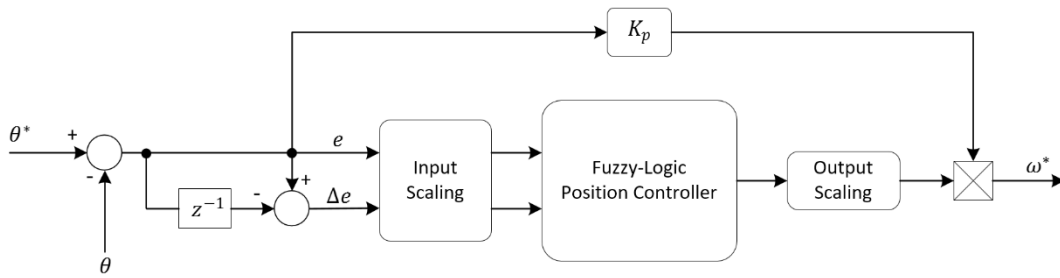 K_p
θ*
+
-
e
Input
Scaling
Fuzzy-Logic
Position Controller
Output
Scaling
ω*
z⁻¹
-
+
Δe
θ